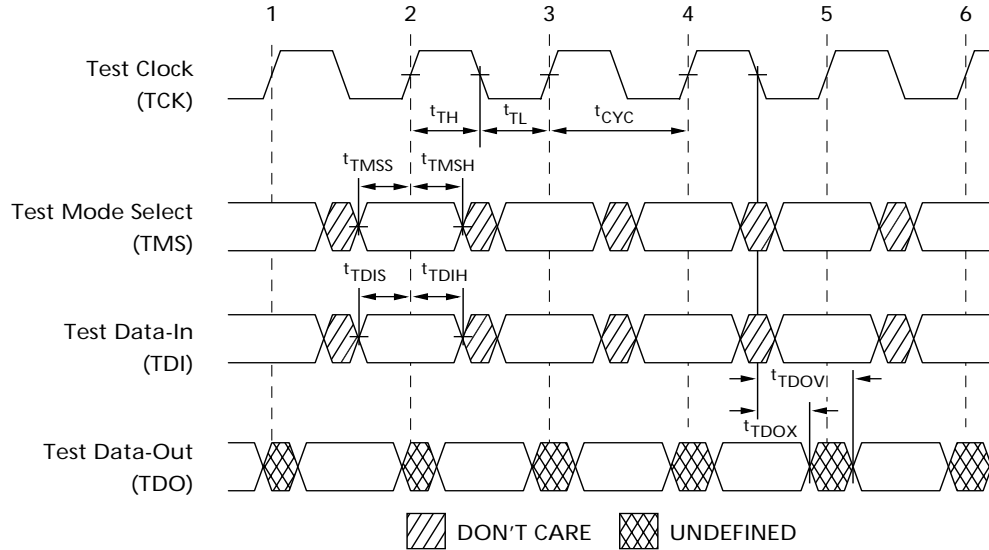 1 2 3 4 5 6
Test Clock
(TCK)
tTH tTL tCYC
tTMSS tTMSH
Test Mode Select
(TMS)
tTDIS tTDIH
Test Data-In
(TDI)
tTDOV
tTDOX
Test Data-Out
(TDO)
DON'T CARE UNDEFINED